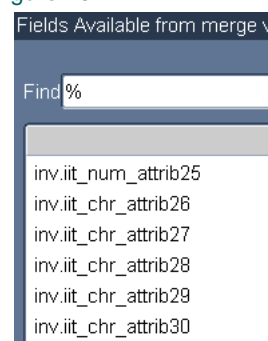 Fields Available from merge
Find %
inv.iit_num_attrib25
inv.iit_chr_attrib26
inv.iit_chr_attrib27
inv.iit_chr_attrib28
inv.iit_chr_attrib29
inv.iit_chr_attrib30